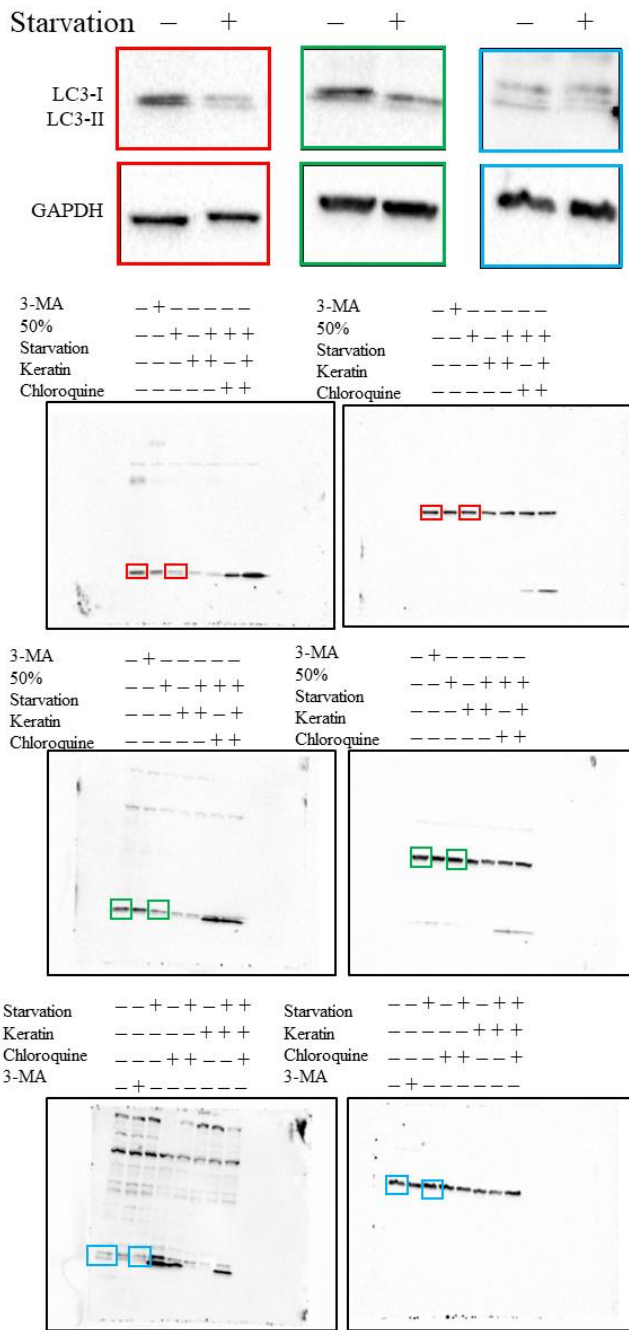 Starvation − + − + − +
LC3-I
LC3-II
GAPDH
3-MA − + − − − − −
50%
Starvation − − + − + + +
Keratin − − − + + − +
Chloroquine − − − − − + +
3-MA − + − − − − −
50%
Starvation − − + − + + +
Keratin − − − + + − +
Chloroquine − − − − − + +
3-MA − + − − − − −
50%
Starvation − − + − + + +
Keratin − − − + + − +
Chloroquine − − − − − + +
3-MA − + − − − − −
50%
Starvation − − + − + + +
Keratin − − − + + − +
Chloroquine − − − − − + +
Starvation − − + − + − + +
Keratin − − − − − + + +
Chloroquine − − − + + − − +
3-MA − + − − − − − −
Starvation − − + − + − + +
Keratin − − − − − + + +
Chloroquine − − − + + − − +
3-MA − + − − − − − −